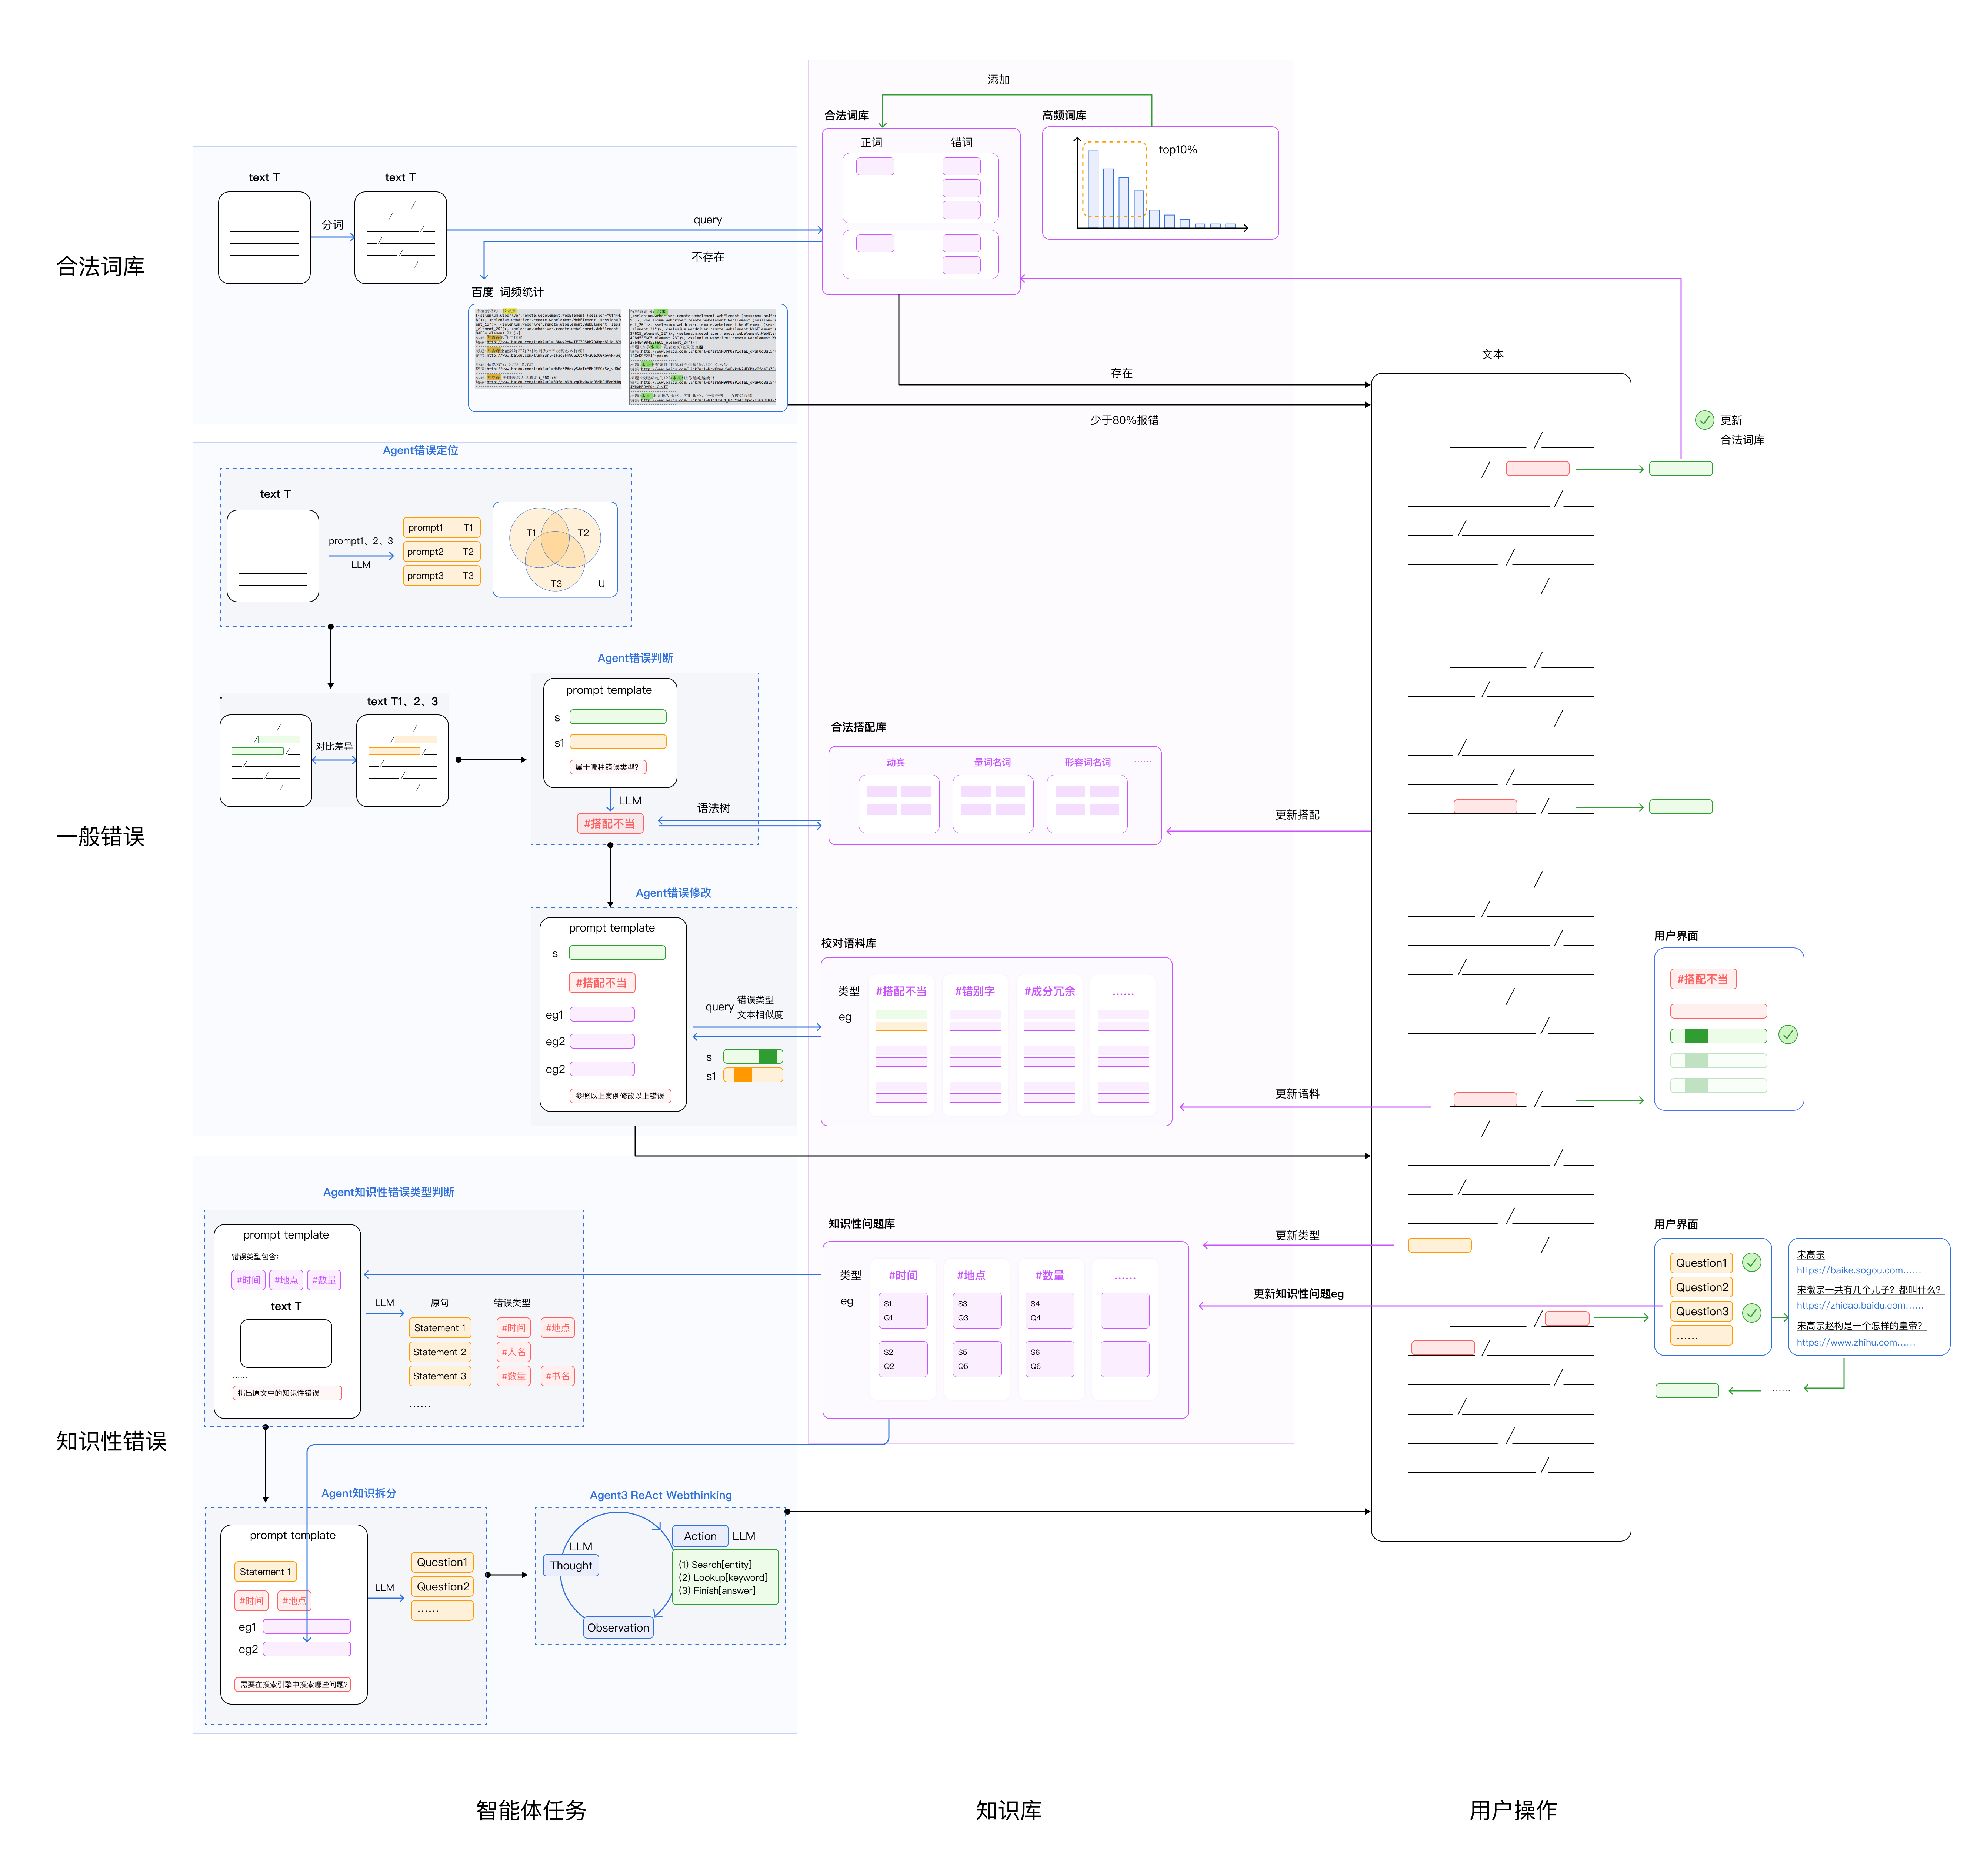 添加
合法词库
高频词库
正词
错词
top10%
text T
text T
分词
query
不存在
合法词库
百度 词频统计
存在
少于80%报错
文本
更新
合法词库
Agent错误定位
text T
prompt1、2、3
LLM
prompt1 T1
prompt2 T2
prompt3 T3
T1
T2
T3
U
Agent错误判断
text T1、2、3
对比差异
prompt template
s
s1
属于哪种错误类型?
LLM
#搭配不当
语法树
合法搭配库
动宾
量词名词
形容词名词
······
更新搭配
一般错误
Agent错误修改
prompt template
s
#搭配不当
eg1
eg2
eg2
参照以上案例修改以上错误
query
错误类型
文本相似度
s
s1
校对语料库
类型
#搭配不当
#错别字
#成分冗余
······
eg
更新语料
用户界面
#搭配不当
Agent知识性错误类型判断
prompt template
错误类型包含:
#时间
#地点
#数量
text T
······
挑出原文中的知识性错误
LLM
原句
错误类型
Statement 1
#时间
#地点
Statement 2
#人名
Statement 3
#数量
#书名
······
知识性问题库
类型
#时间
#地点
#数量
······
eg
S1
Q1
S3
Q3
S4
Q4
S2
Q2
S5
Q5
S6
Q6
更新类型
更新知识性问题eg
用户界面
Question1
Question2
Question3
······
宋高宗
https://baike.sogou.com......
宋徽宗一共有几个儿子？都叫什么？
https://zhidao.baidu.com......
宋高宗赵构是一个怎样的皇帝？
https://www.zhihu.com......
······
知识性错误
Agent知识拆分
prompt template
Statement 1
#时间
#地点
eg1
eg2
需要在搜索引擎中搜索哪些问题?
LLM
Question1
Question2
······
Agent3 ReAct Webthinking
LLM
Thought
Action
LLM
(1) Search[entity]
(2) Lookup[keyword]
(3) Finish[answer]
Observation
智能体任务
知识库
用户操作